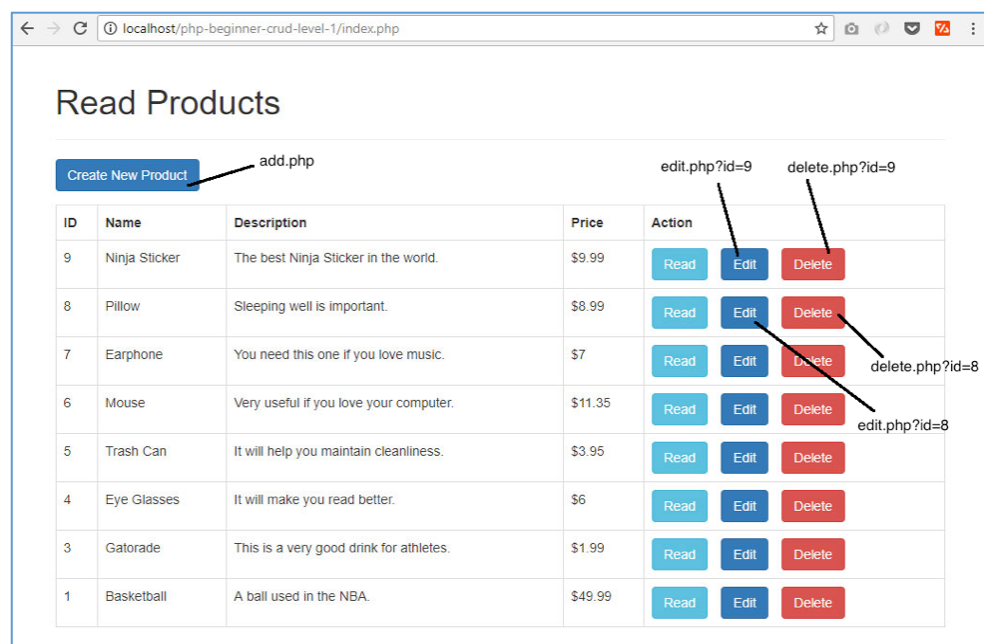 localhost/php-beginner-crud-level-1/index.php
Read Products
Create New Product
add.php
edit.php?id=9
delete.php?id=9
ID Name Description Price Action
9 Ninja Sticker The best Ninja Sticker in the world. $9.99 Read Edit Delete
8 Pillow Sleeping well is important. $8.99 Read Edit Delete
7 Earphone You need this one if you love music. $7 Read Edit Delete
delete.php?id=8
6 Mouse Very useful if you love your computer. $11.35 Read Edit Delete
edit.php?id=8
5 Trash Can It will help you maintain cleanliness. $3.95 Read Edit Delete
4 Eye Glasses It will make you read better. $6 Read Edit Delete
3 Gatorade This is a very good drink for athletes. $1.99 Read Edit Delete
1 Basketball A ball used in the NBA. $49.99 Read Edit Delete